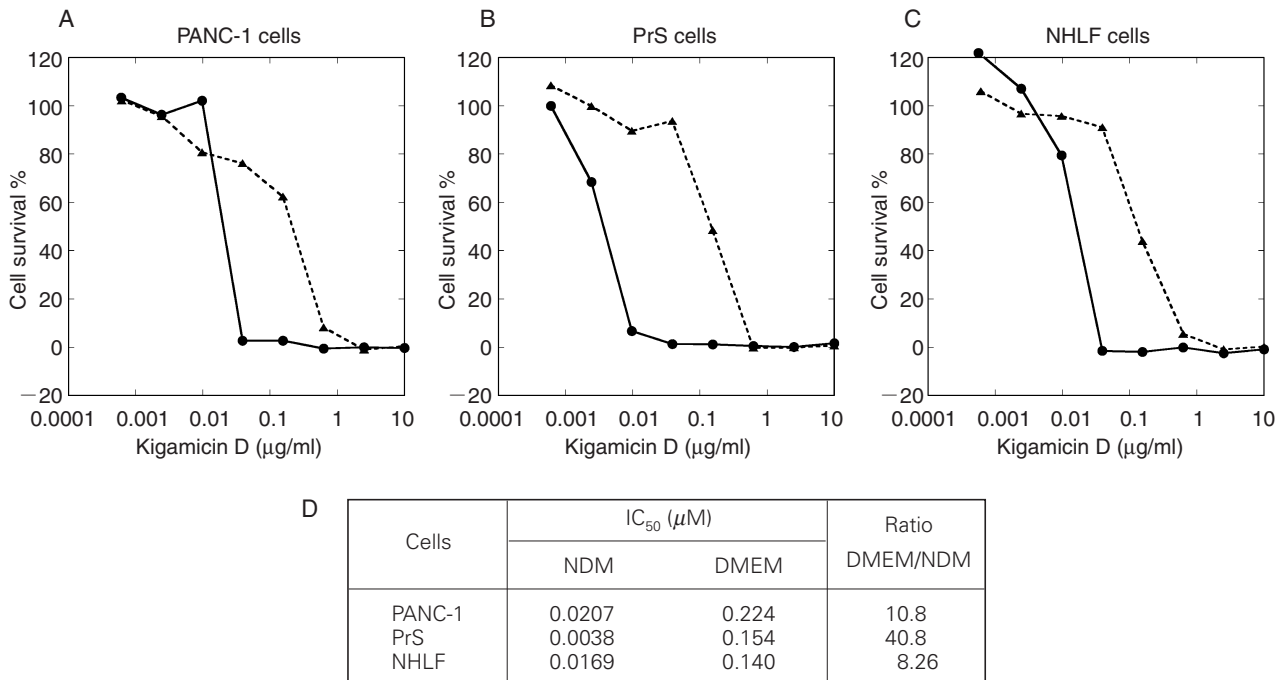 A
PANC-1 cells
120
100
80
60
40
20
0
−20
Cell survival %
0.0001 0.001 0.01 0.1 1 10
Kigamicin D (μg/ml)
B
PrS cells
120
100
80
60
40
20
0
−20
Cell survival %
0.0001 0.001 0.01 0.1 1 10
Kigamicin D (μg/ml)
C
NHLF cells
120
100
80
60
40
20
0
−20
Cell survival %
0.0001 0.001 0.01 0.1 1 10
Kigamicin D (μg/ml)
D
Cells IC50 (μM) Ratio
NDM DMEM DMEM/NDM
PANC-1 0.0207 0.224 10.8
PrS 0.0038 0.154 40.8
NHLF 0.0169 0.140 8.26